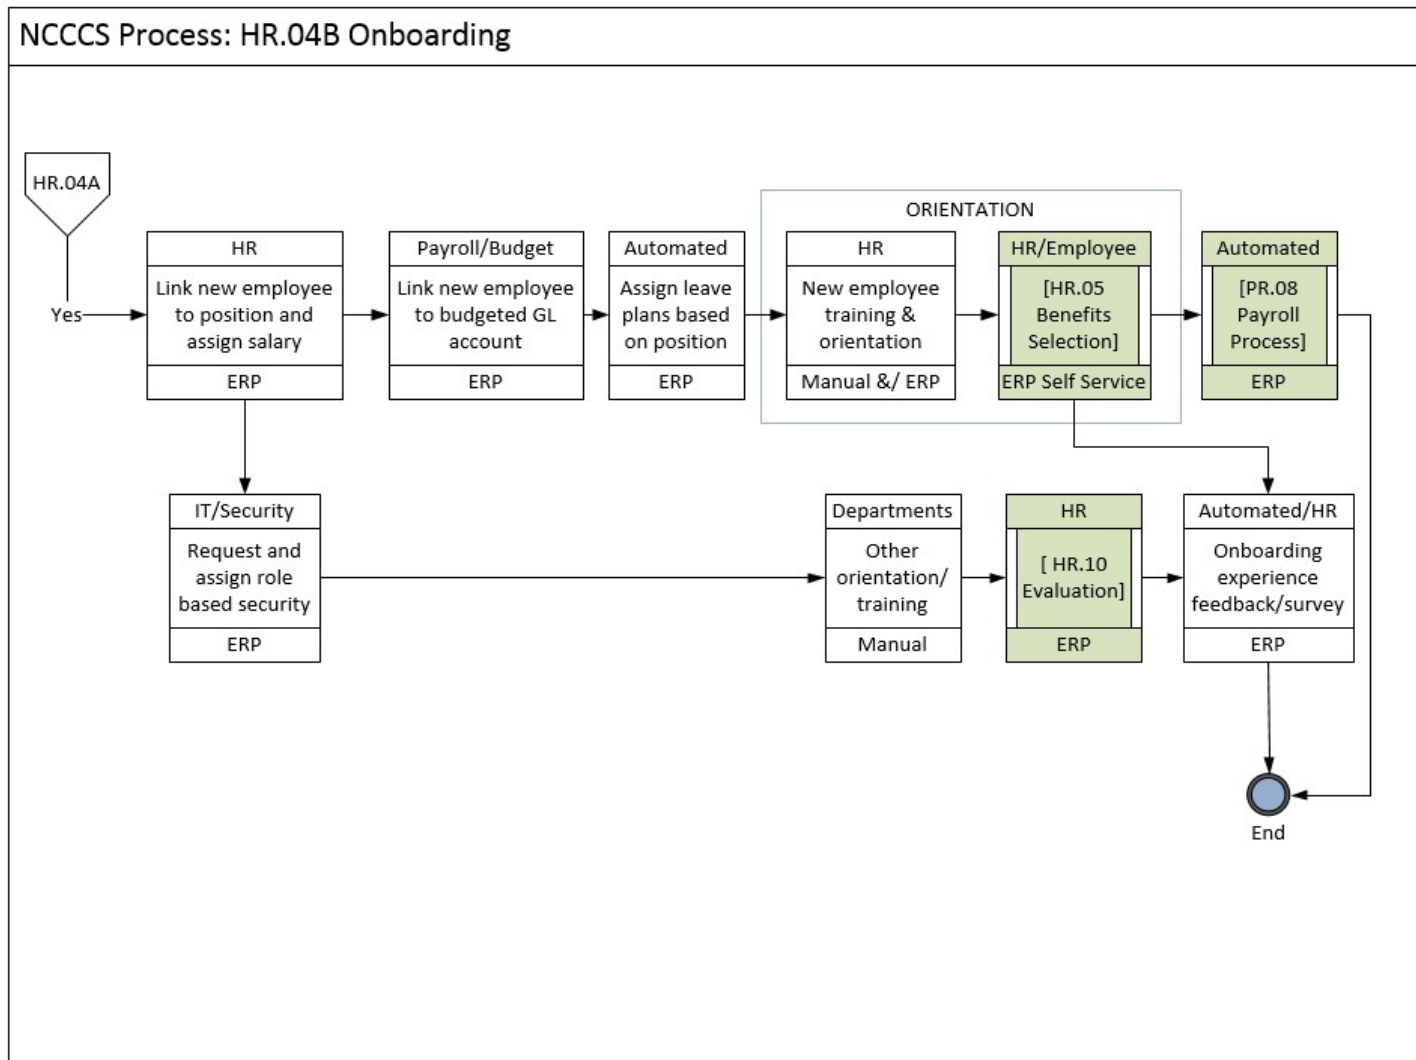 NCCCS Process: HR.04B Onboarding
HR.04A
Yes
HR
Link new employee
to position and
assign salary
ERP
Payroll/Budget
Link new employee
to budgeted GL
account
ERP
Automated
Assign leave
plans based
on position
ERP
ORIENTATION
HR
New employee
training &
orientation
Manual &/ ERP
HR/Employee
[HR.05
Benefits
Selection]
ERP Self Service
Automated
[PR.08
Payroll
Process]
ERP
IT/Security
Request and
assign role
based security
ERP
Departments
Other
orientation/
training
Manual
HR
[ HR.10
Evaluation]
ERP
Automated/HR
Onboarding
experience
feedback/survey
ERP
End